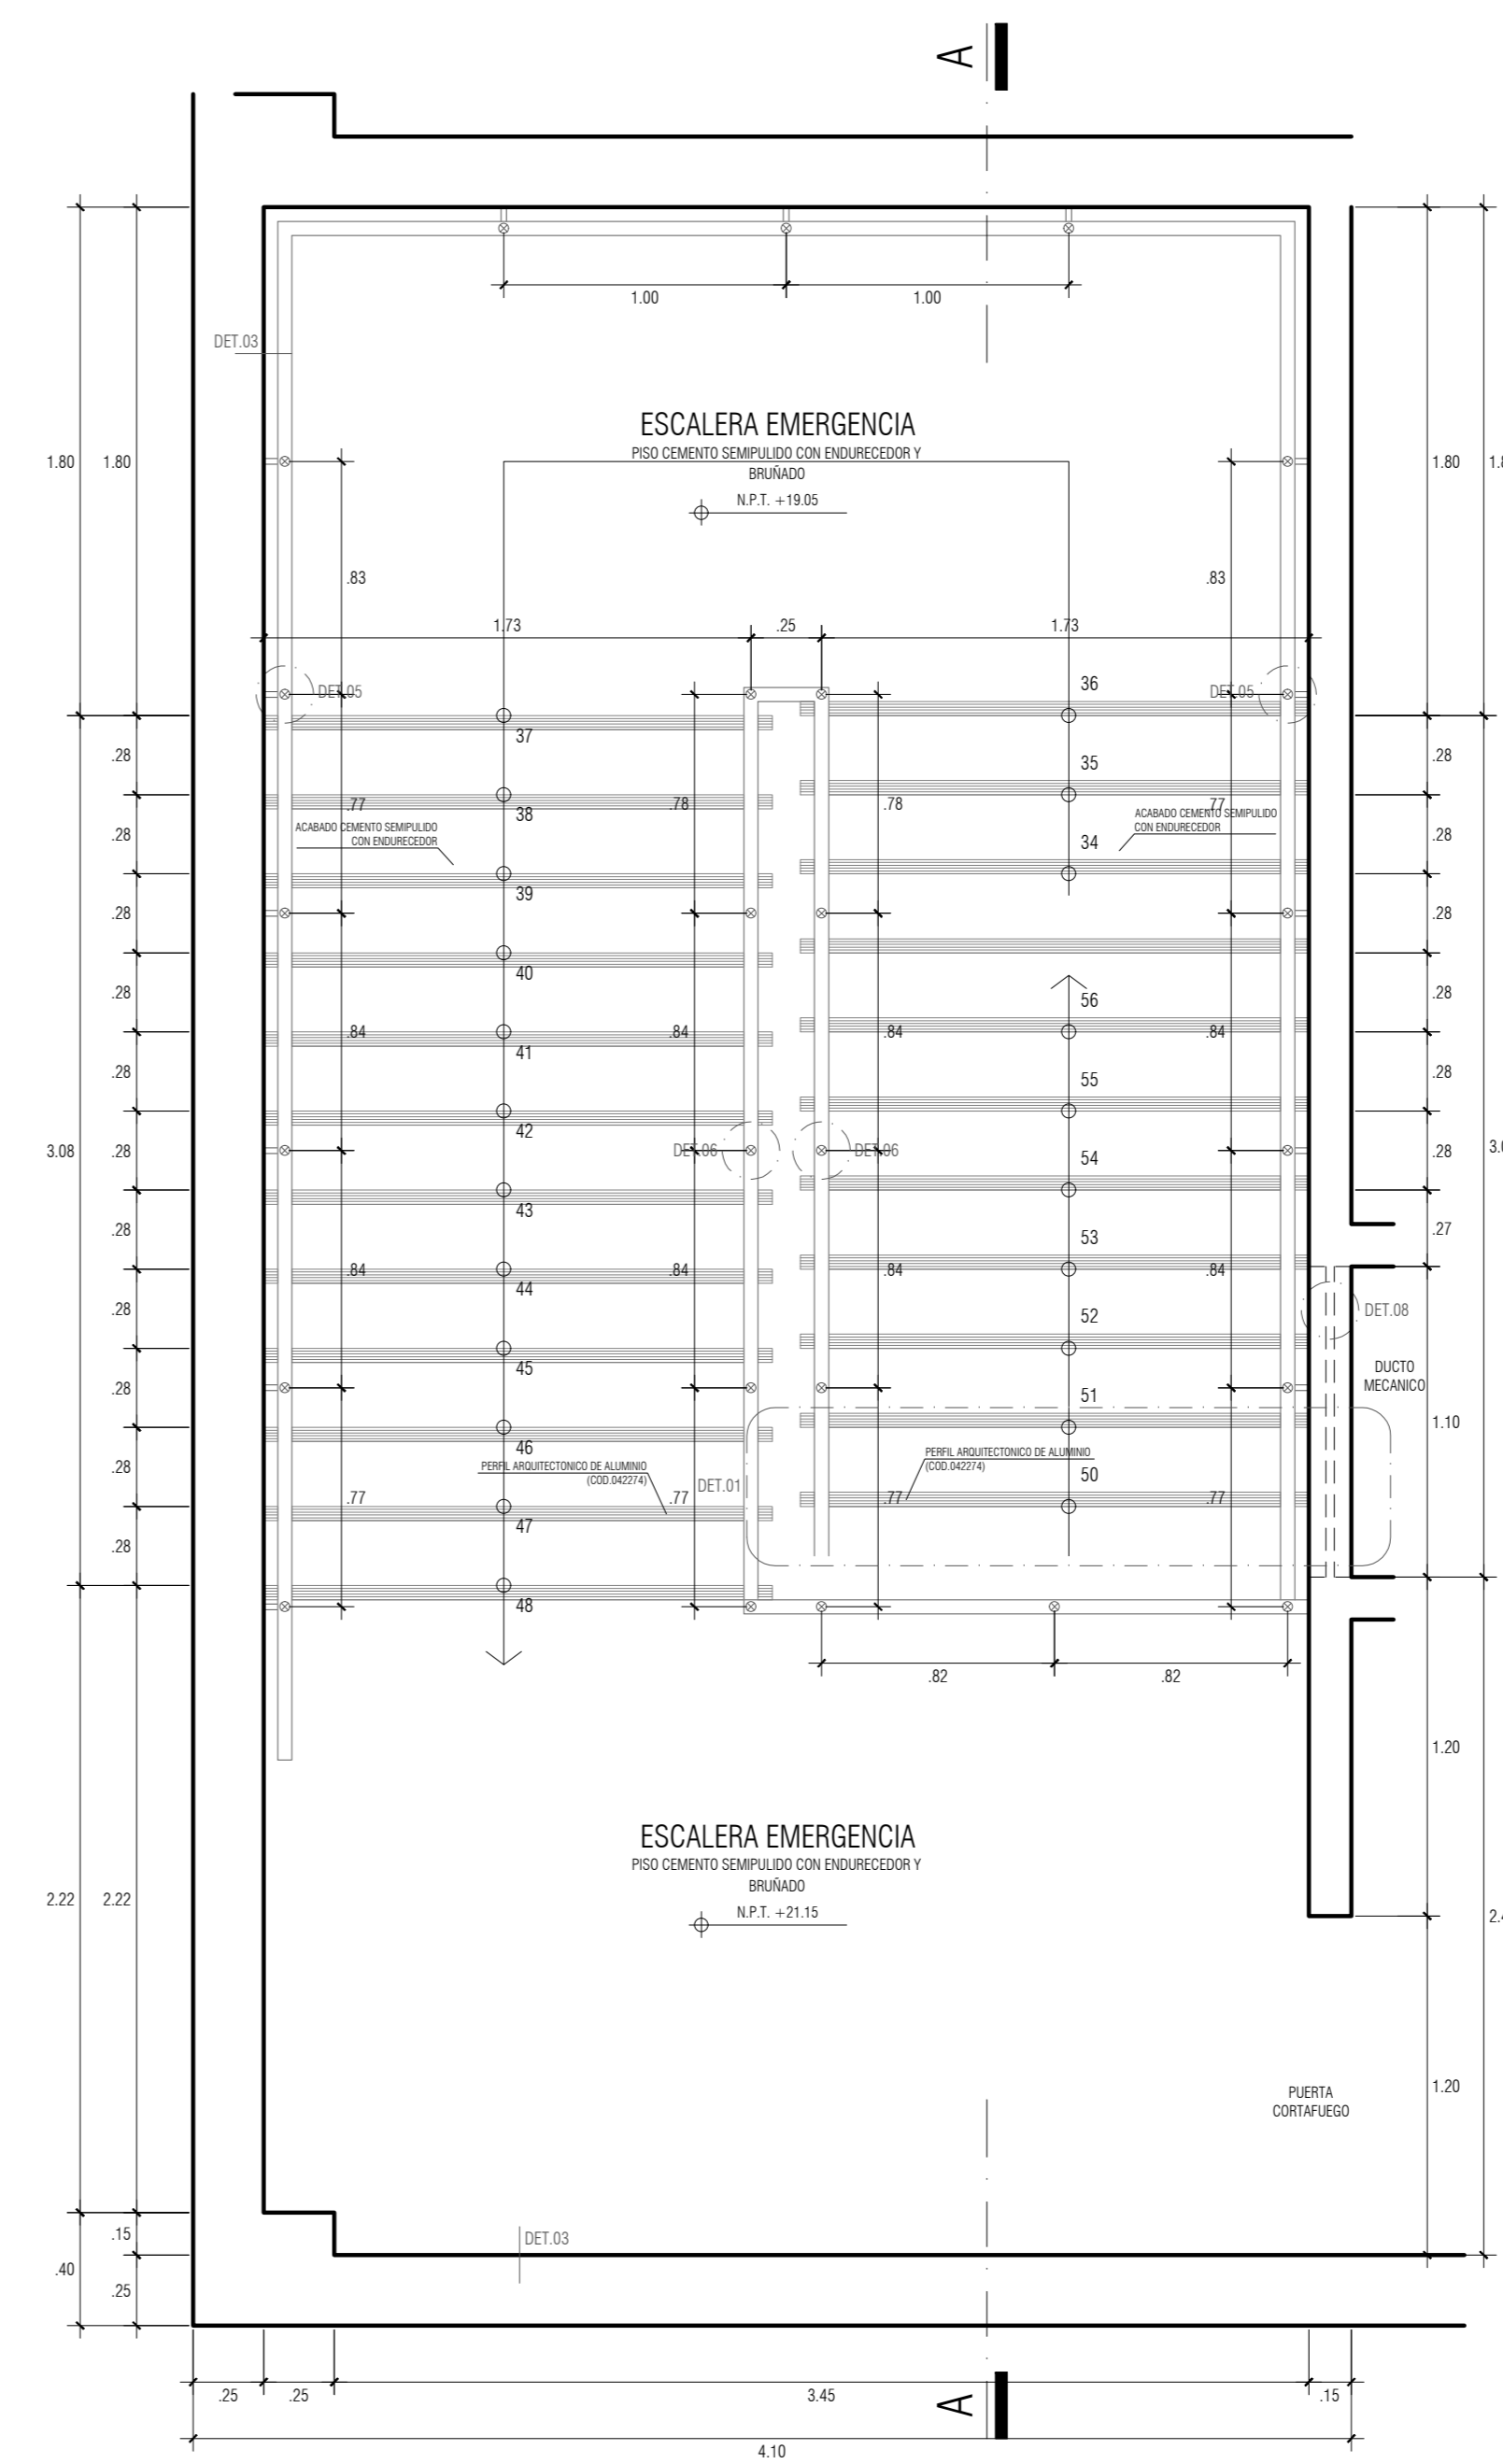 A
1.00
1.00
DET.03
ESCALERA EMERGENCIA
PISO CEMENTO SEMIPULIDO CON ENDURECEDOR Y
BRUÑADO
N.P.T. +19.05
1.80
1.80
1.80
.83
.83
1.73
.25
1.73
DET.05
DET.05
36
37
.28
35
.28
.77
.78
.78
.77
38
ACABADO CEMENTO SEMIPULIDO
CON ENDURECEDOR
ACABADO CEMENTO SEMIPULIDO
CON ENDURECEDOR
.28
34
.28
39
.28
.28
40
.28
56
.28
.84
.84
.84
.84
41
.28
55
.28
42
3.08
.28
DET.06
DET.06
54
.28
43
.28
53
.27
.84
.84
.84
.84
44
.28
52
DET.08
45
DUCTO
MECANICO
.28
51
1.10
46
PERFIL ARQUITECTONICO DE ALUMINIO
(COD.042274)
PERFIL ARQUITECTONICO DE ALUMINIO
(COD.042274)
.28
50
DET.01
.77
.77
.77
.77
47
.28
48
.82
.82
1.20
ESCALERA EMERGENCIA
PISO CEMENTO SEMIPULIDO CON ENDURECEDOR Y
BRUÑADO
N.P.T. +21.15
2.22
2.22
1.20
PUERTA
CORTAFUEGO
.15
DET.03
.40
.25
.25
.25
3.45
A
.15
4.10